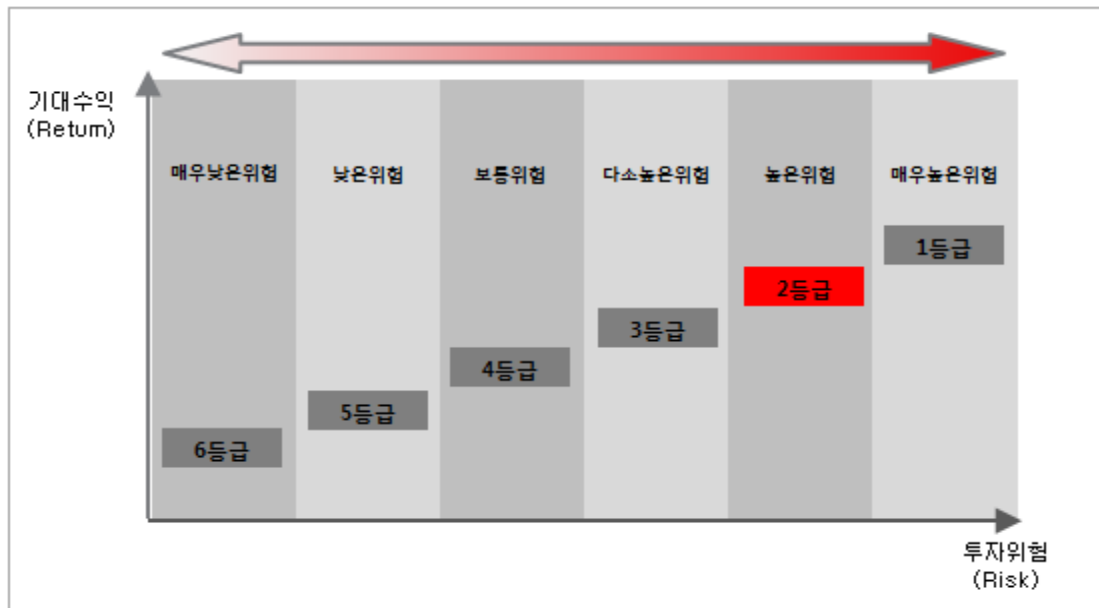 기대수익
(Return)
매우낮은위험
낮은위험
보통위험
다소높은위험
높은위험
매우높은위험
1등급
2등급
3등급
4등급
5등급
6등급
투자위험
(Risk)